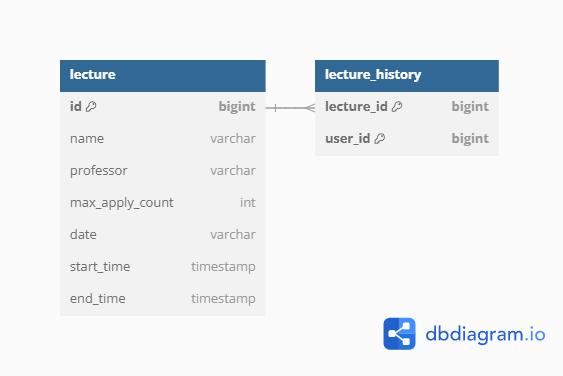 lecture
id bigint
name varchar
professor varchar
max_apply_count int
date varchar
start_time timestamp
end_time timestamp
lecture_history
lecture_id bigint
user_id bigint
dbdiagram.io